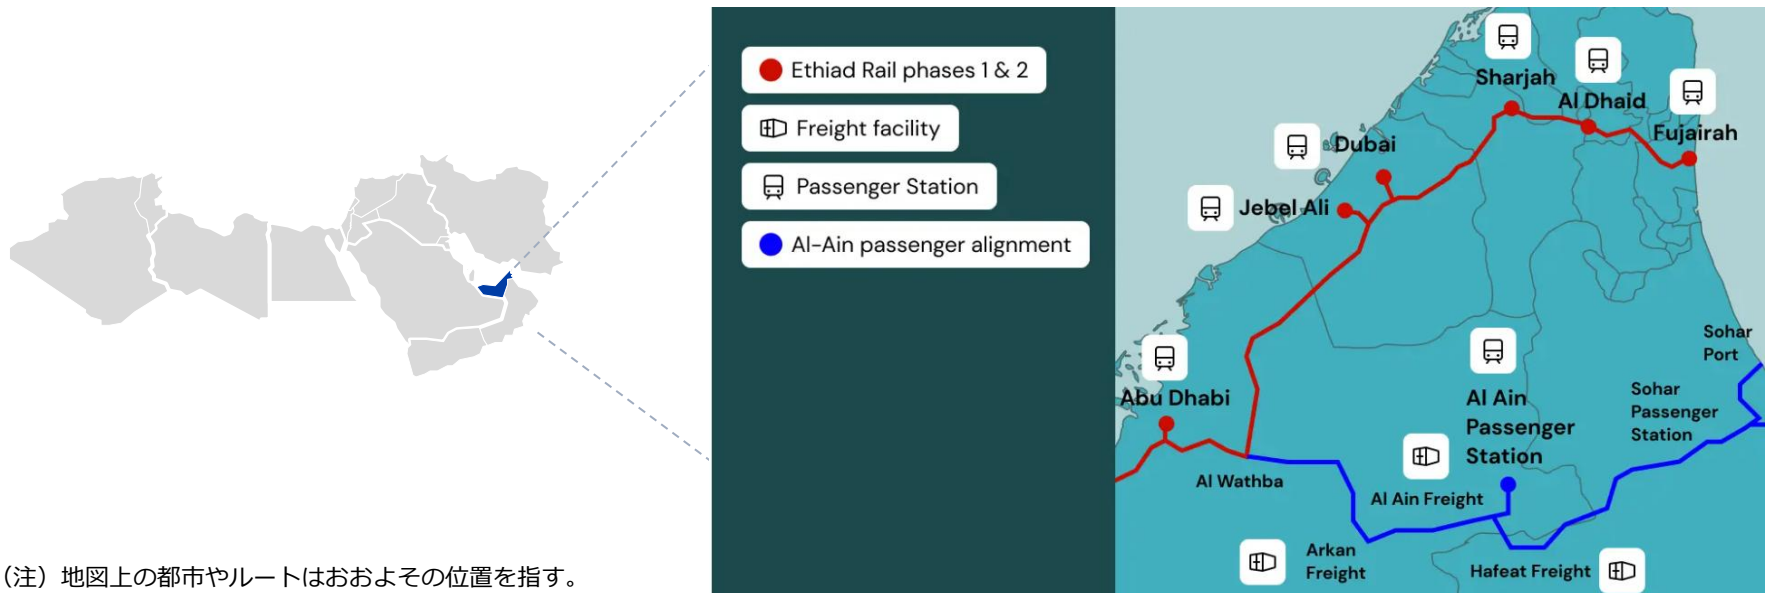 Ethiad Rail phases 1 & 2
Freight facility
Passenger Station
Al-Ain passenger alignment
Sharjah
Al Dhaid
Fujairah
Dubai
Jebel Ali
Abu Dhabi
Al Wathba
Al Ain
Passenger
Station
Al Ain Freight
Arkan
Freight
Hafeat Freight
Sohar
Port
Sohar
Passenger
Station
（注）地図上の都市やルートはおおよその位置を指す。